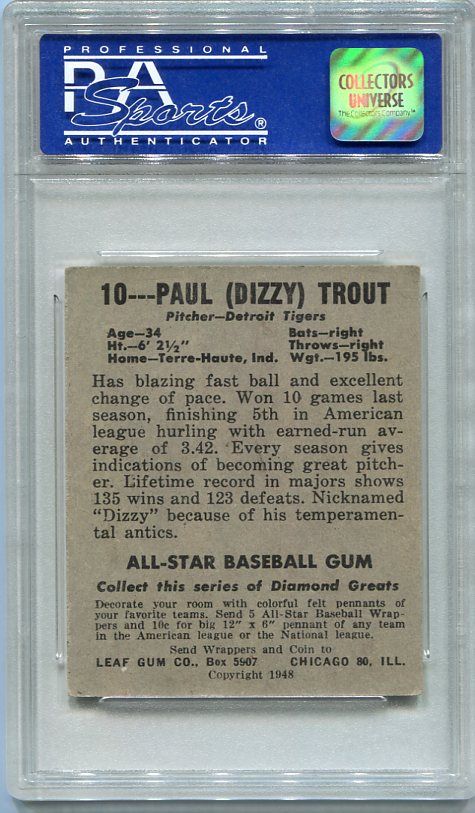 PROFESSIONAL
PSA
Sports®
AUTHENTICATOR
COLLECTORS
UNIVERSE
The Collectors Company™
10---PAUL (DIZZY) TROUT
Pitcher—Detroit Tigers
Age—34 Bats—right
Ht.—6' 2½" Throws—right
Home—Terre-Haute, Ind. Wgt.—195 lbs.
Has blazing fast ball and excellent
change of pace. Won 10 games last
season, finishing 5th in American
league hurling with earned-run av-
erage of 3.42. Every season gives
indications of becoming great pitch-
er. Lifetime record in majors shows
135 wins and 123 defeats. Nicknamed
"Dizzy" because of his temperamen-
tal antics.
ALL-STAR BASEBALL GUM
Collect this series of Diamond Greats
Decorate your room with colorful felt pennants of
your favorite teams. Send 5 All-Star Baseball Wrap-
pers and 10c for big 12" x 6" pennant of any team
in the American league or the National league.
Send Wrappers and Coin to
LEAF GUM CO., Box 5907 CHICAGO 80, ILL.
Copyright 1948